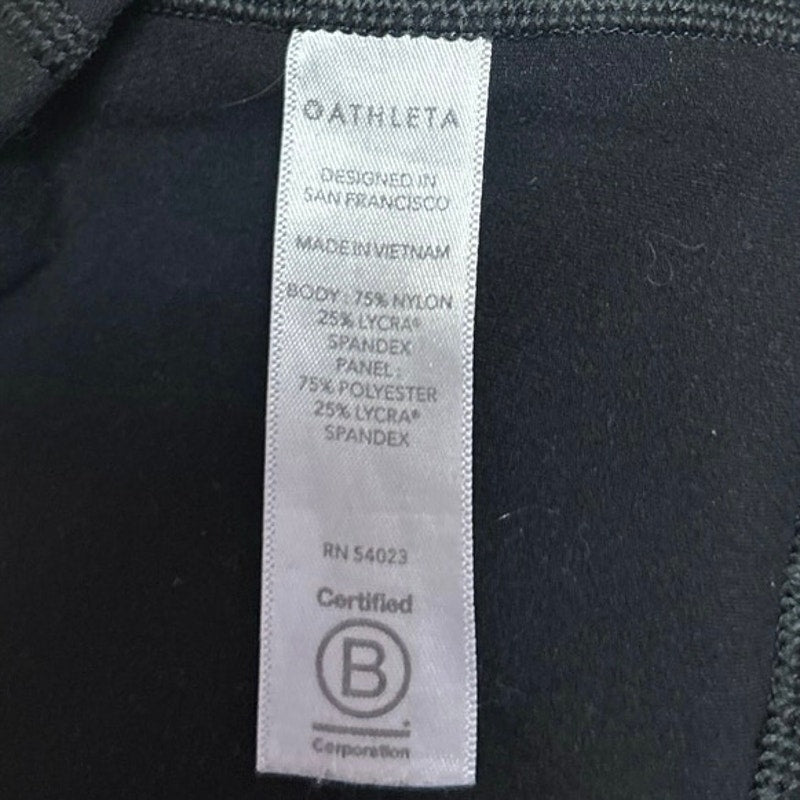 ATHLETA
DESIGNED IN
SAN FRANCISCO
MADE IN VIETNAM
BODY : 75% NYLON
25% LYCRA®
SPANDEX
PANEL :
75% POLYESTER
25% LYCRA®
SPANDEX
RN 54023
Certified
B
Corporation